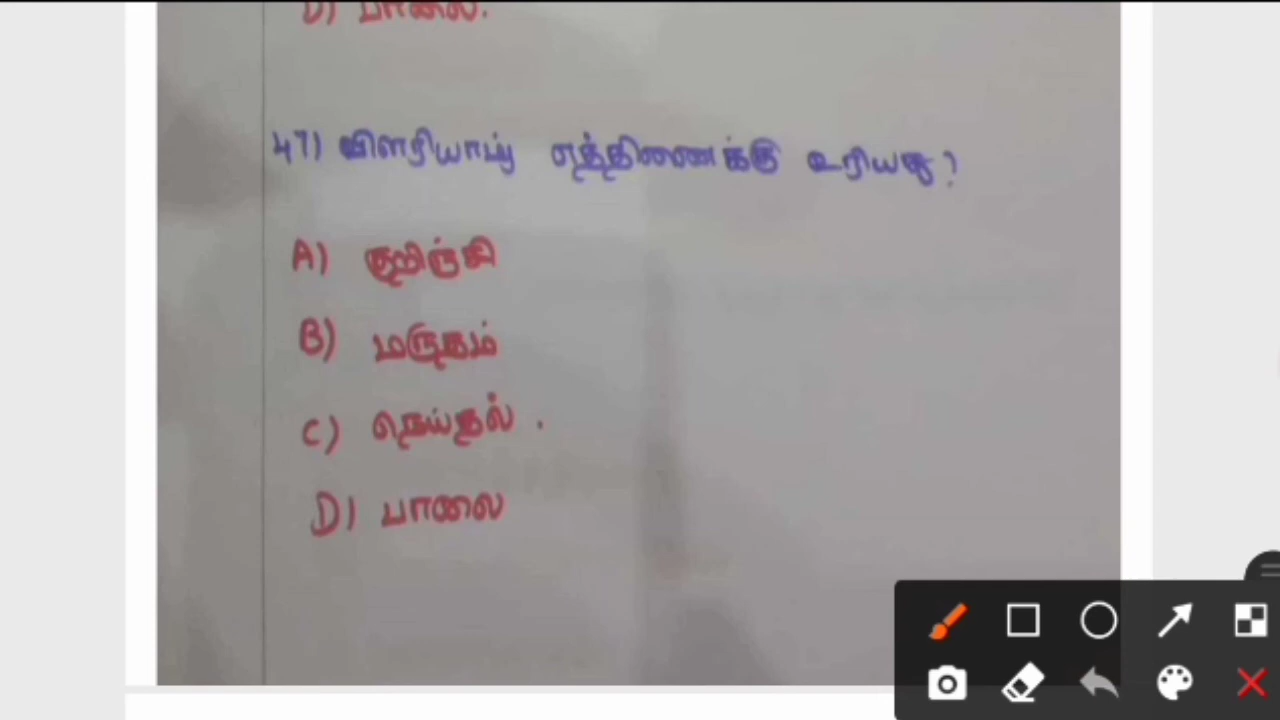 D) பாலை.
47) விளரியாழ் எத்திணைக்கு உரியது?
A) குறிஞ்சி
B) மருதம்
C) நெய்தல்.
D) பாலை